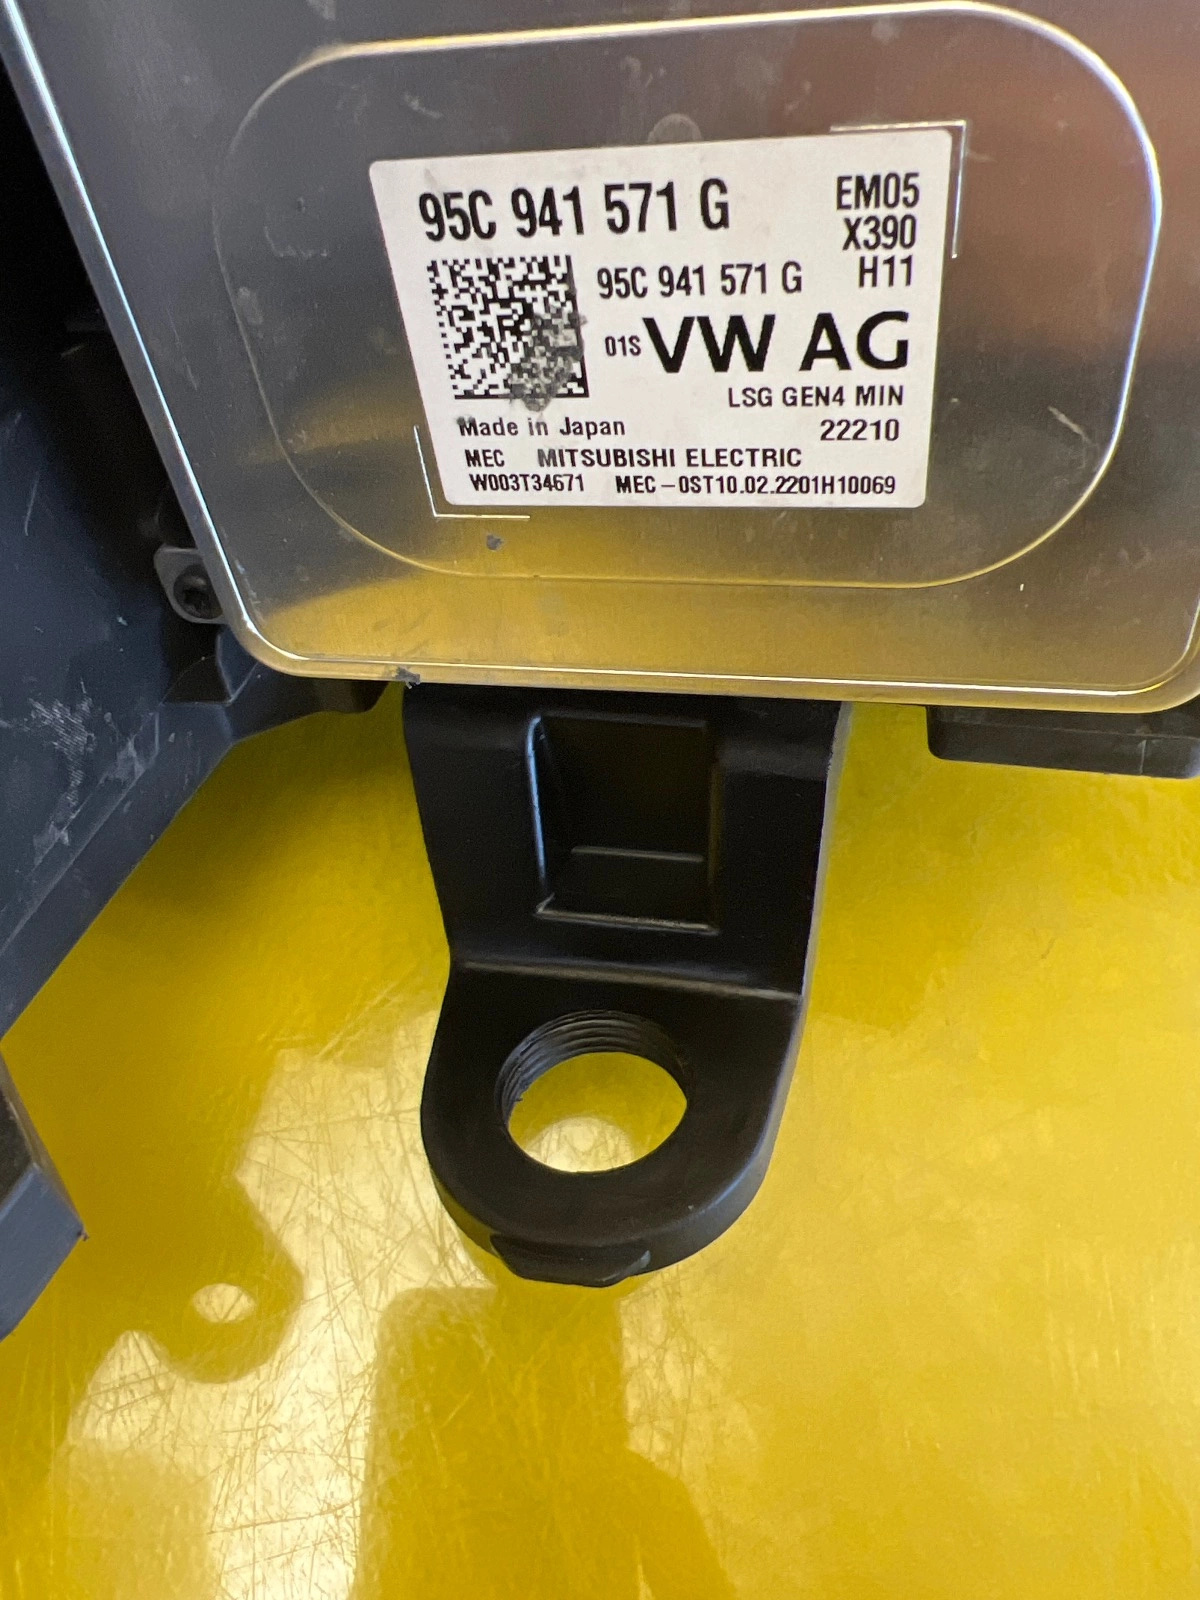 95C 941 571 G
EM05
X390
H11
95C 941 571 G
01S VW AG
LSG GEN4 MIN
Made in Japan 22210
MEC MITSUBISHI ELECTRIC
W003T34671 MEC-0ST10.02.2201H10069